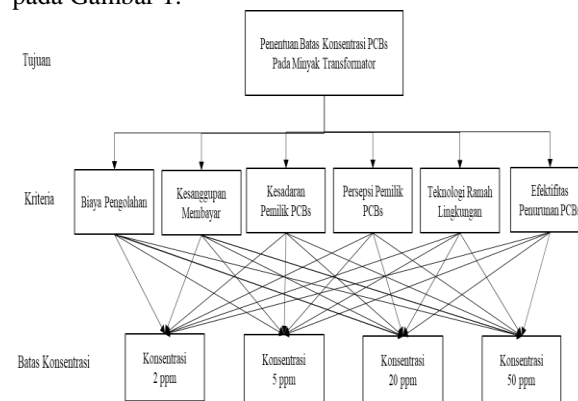 pada Gambar 1.
Penentuan Batas Konsentrasi PCBs
Pada Minyak Transformator
Tujuan
Kriteria
Biaya Pengolahan
Kesanggupan
Membayar
Kesadaran
Pemilik PCBs
Persepsi Pemilik
PCBs
Teknologi Ramah
Lingkungan
Efektifitas
Penurunan PCBs
Batas Konsentrasi
Konsentrasi
2 ppm
Konsentrasi
5 ppm
Konsentrasi
20 ppm
Konsentrasi
50 ppm